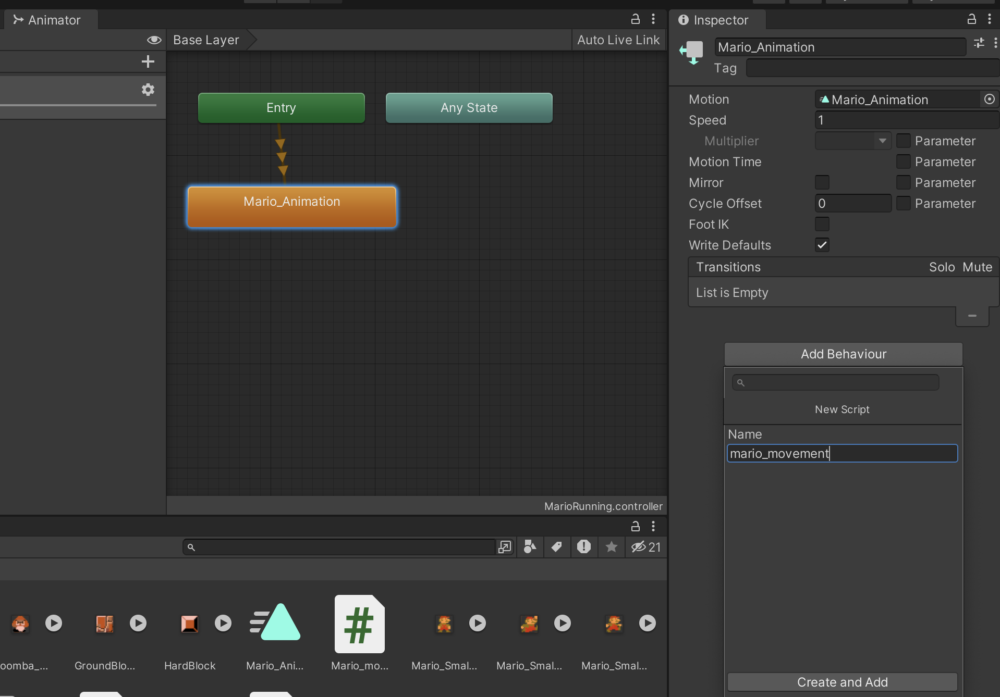 Animator
Base Layer
Auto Live Link
Entry
Any State
Mario_Animation
MarioRunning.controller
21
oomba_...
GroundBlo...
HardBlock
Mario_Ani...
Mario_mo...
Mario_Smal...
Mario_Smal...
Mario_Smal...
Inspector
Mario_Animation
Tag
Motion
Mario_Animation
Speed
1
Multiplier
Parameter
Motion Time
Parameter
Mirror
Parameter
Cycle Offset
0
Parameter
Foot IK
Write Defaults
Transitions
Solo
Mute
List is Empty
Add Behaviour
New Script
Name
mario_movement
Create and Add